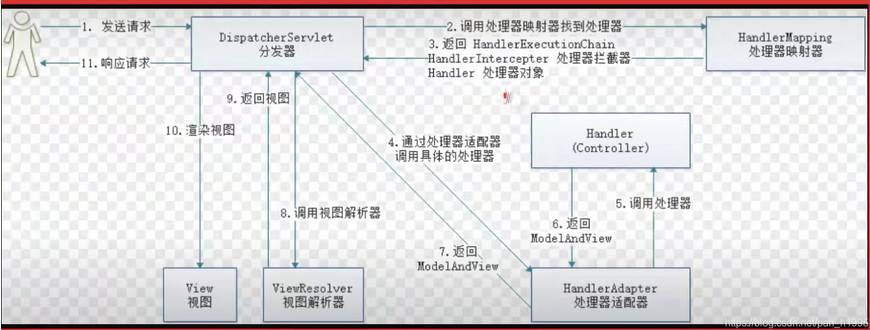 1. 发送请求
DispatcherServlet
分发器
2.调用处理器映射器找到处理器
HandlerMapping
处理器映射器
3.返回 HandlerExecutionChain
HandlerIntercepter 处理器拦截器
Handler 处理器对象
11.响应请求
9.返回视图
10.渲染视图
4.通过处理器适配器
调用具体的处理器
Handler
(Controller)
8.调用视图解析器
5.调用处理器
6.返回
ModelAndView
7.返回
ModelAndView
View
视图
ViewResolver
视图解析器
HandlerAdapter
处理器适配器